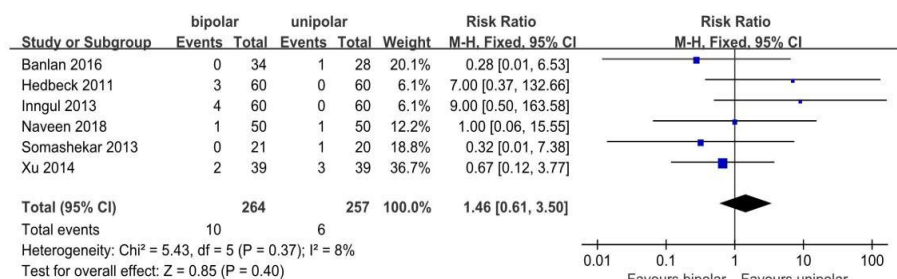 bipolar unipolar Risk Ratio Risk Ratio
Study or Subgroup Events Total Events Total Weight M-H, Fixed, 95% CI M-H, Fixed, 95% CI
Banlan 2016 0 34 1 28 20.1% 0.28 [0.01, 6.53]
Hedbeck 2011 3 60 0 60 6.1% 7.00 [0.37, 132.66]
Inngul 2013 4 60 0 60 6.1% 9.00 [0.50, 163.58]
Naveen 2018 1 50 1 50 12.2% 1.00 [0.06, 15.55]
Somashekar 2013 0 21 1 20 18.8% 0.32 [0.01, 7.38]
Xu 2014 2 39 3 39 36.7% 0.67 [0.12, 3.77]
Total (95% CI) 264 257 100.0% 1.46 [0.61, 3.50]
Total events 10 6
Heterogeneity: Chi² = 5.43, df = 5 (P = 0.37); I² = 8%
Test for overall effect: Z = 0.85 (P = 0.40)
0.01 0.1 1 10 100
Favours bipolar Favours unipolar